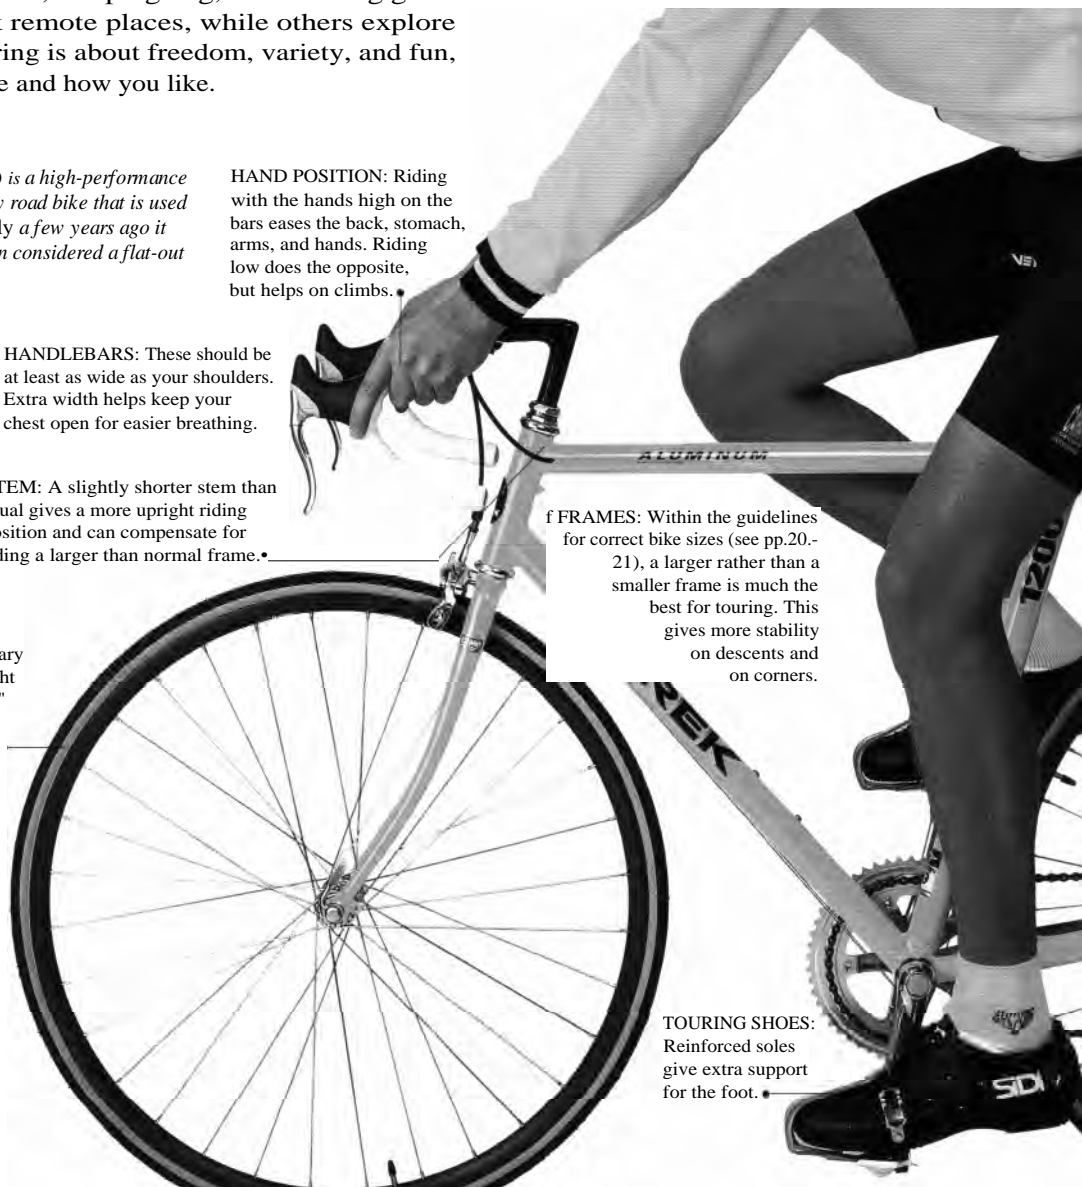 remote places, while others explore
ring is about freedom, variety, and fun,
e and how you like.
is a high-performance
road bike that is used
ly a few years ago it
n considered a flat-out
HAND POSITION: Riding
with the hands high on the
bars eases the back, stomach,
arms, and hands. Riding
low does the opposite,
but helps on climbs.
HANDLEBARS: These should be
at least as wide as your shoulders.
Extra width helps keep your
chest open for easier breathing.
TEM: A slightly shorter stem than
ual gives a more upright riding
sition and can compensate for
ding a larger than normal frame.•
f FRAMES: Within the guidelines
for correct bike sizes (see pp.20.-
21), a larger rather than a
smaller frame is much the
best for touring. This
gives more stability
on descents and
on corners.
ary
ht
"
TOURING SHOES:
Reinforced soles
give extra support
for the foot.
ALUMINUM
1200
REK
SIDI